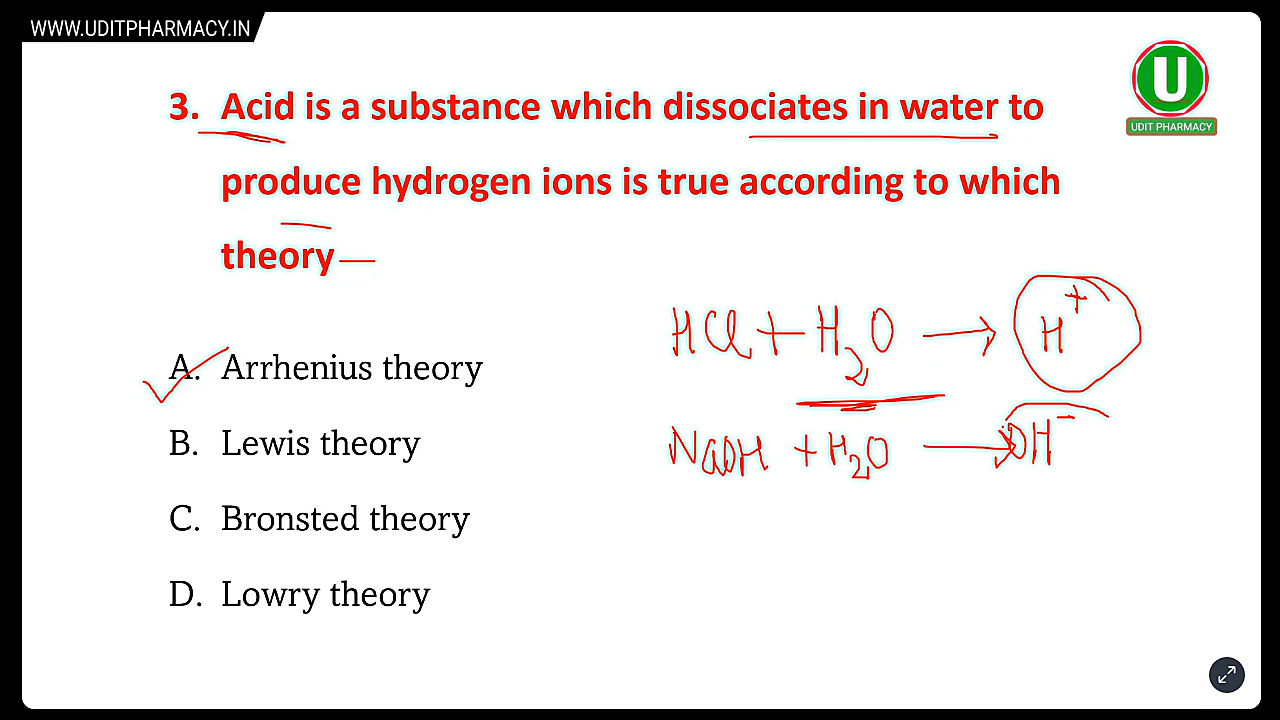 WWW.UDITPHARMACY.IN
U
UDIT PHARMACY
3. Acid is a substance which dissociates in water to
produce hydrogen ions is true according to which
theory
A. Arrhenius theory
B. Lewis theory
C. Bronsted theory
D. Lowry theory
HCl + H₂O → H⁺
NaOH + H₂O → OH⁻